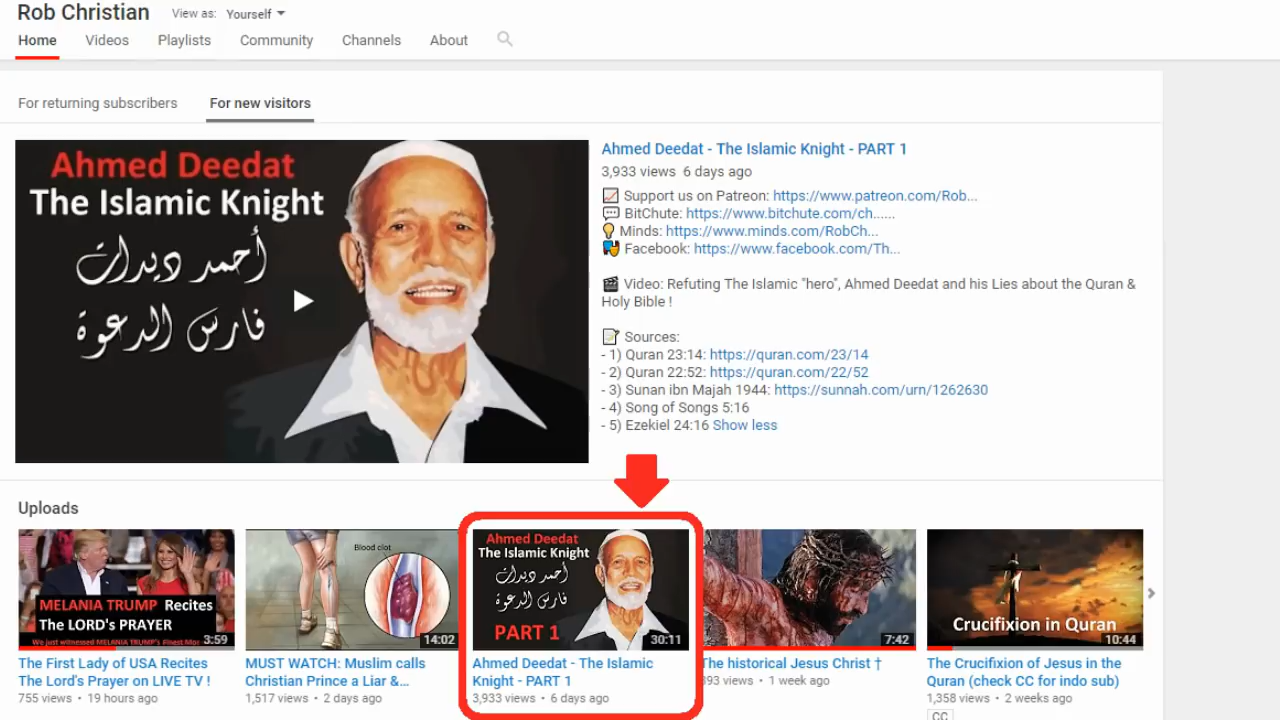 Rob Christian View as: Yourself
Home Videos Playlists Community Channels About
For returning subscribers For new visitors
Ahmed Deedat
The Islamic Knight
أحمد ديدات
فارس الدعوة
Ahmed Deedat - The Islamic Knight - PART 1
3,933 views 6 days ago
Support us on Patreon: https://www.patreon.com/Rob...
BitChute: https://www.bitchute.com/ch......
Minds: https://www.minds.com/RobCh...
Facebook: https://www.facebook.com/Th...
Video: Refuting The Islamic "hero", Ahmed Deedat and his Lies about the Quran &
Holy Bible !
Sources:
- 1) Quran 23:14: https://quran.com/23/14
- 2) Quran 22:52: https://quran.com/22/52
- 3) Sunan ibn Majah 1944: https://sunnah.com/urn/1262630
- 4) Song of Songs 5:16
- 5) Ezekiel 24:16 Show less
Uploads
MELANIA TRUMP Recites
The LORD's PRAYER
We just witnessed MELANIA TRUMP's Finest Mo
3:59
The First Lady of USA Recites
The Lord's Prayer on LIVE TV !
755 views • 19 hours ago
Blood clot
14:02
MUST WATCH: Muslim calls
Christian Prince a Liar &...
1,517 views • 2 days ago
Ahmed Deedat
The Islamic Knight
أحمد ديدات
فارس الدعوة
PART 1
30:11
Ahmed Deedat - The Islamic
Knight - PART 1
3,933 views • 6 days ago
7:42
The historical Jesus Christ †
393 views • 1 week ago
Crucifixion in Quran
10:44
The Crucifixion of Jesus in the
Quran (check CC for indo sub)
1,358 views • 2 weeks ago
CC